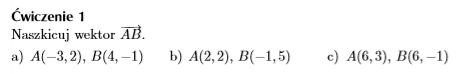 Ćwiczenie 1
Naszkicuj wektor $\overrightarrow{AB}$.
a) A(−3, 2), B(4, −1) b) A(2, 2), B(−1, 5) c) A(6, 3), B(6, −1)